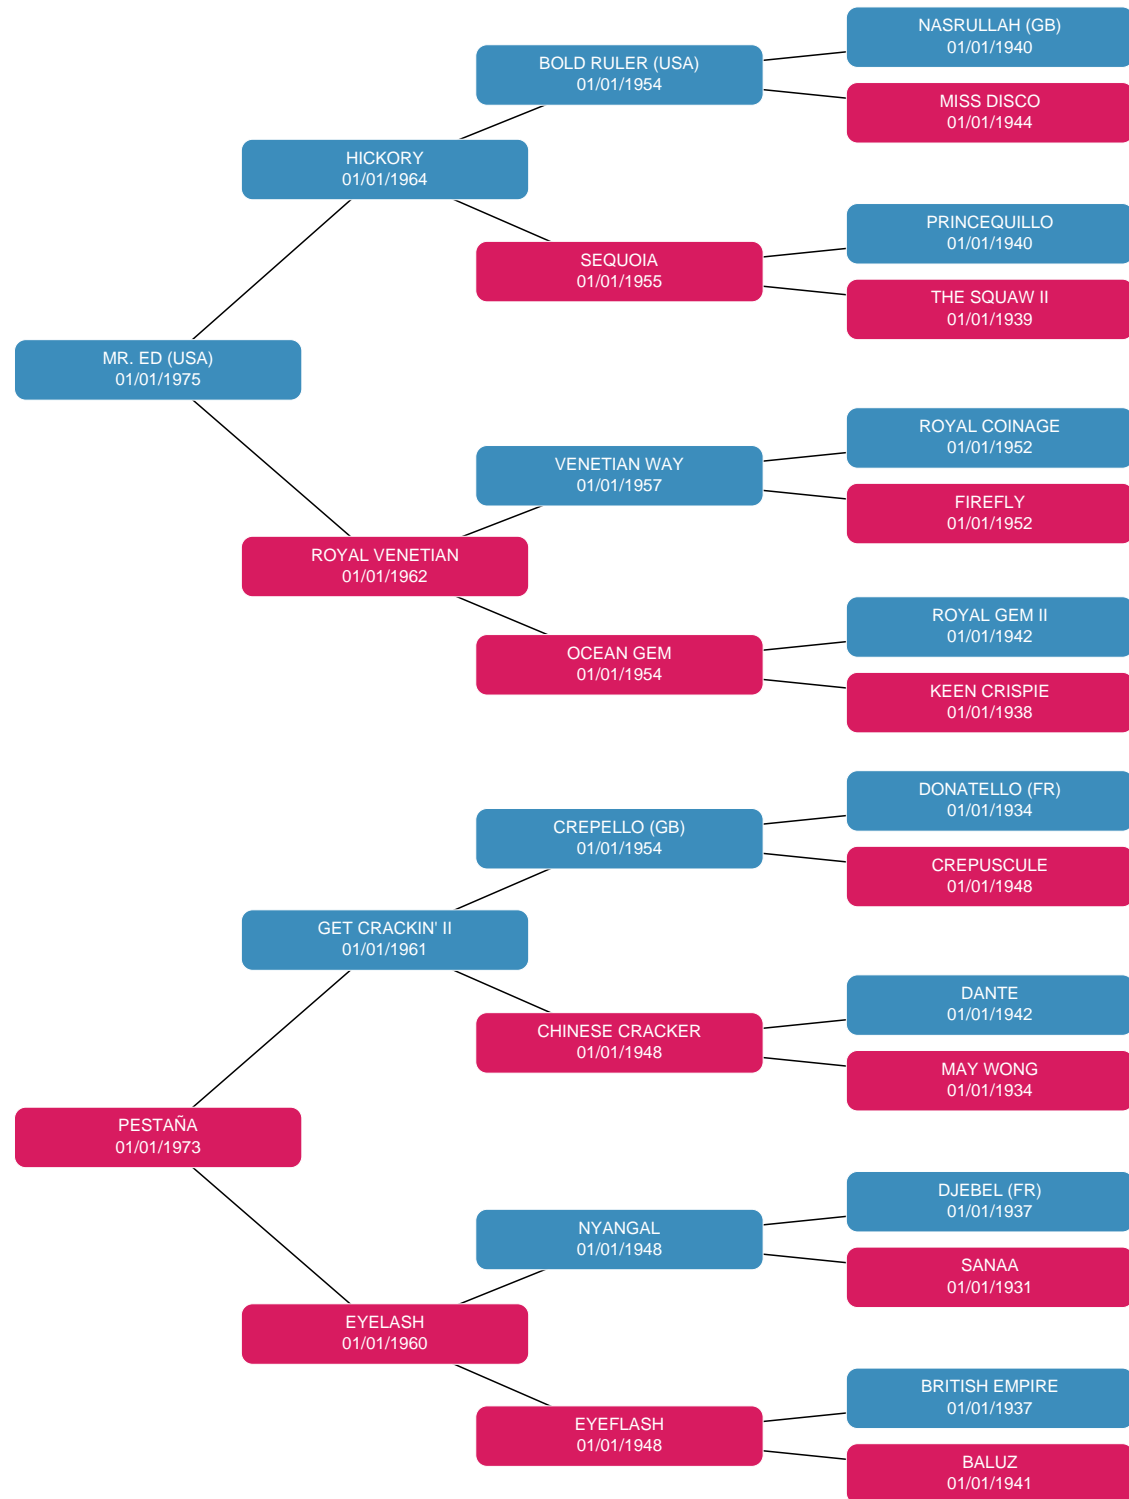 NASRULLAH (GB)
01/01/1940
BOLD RULER (USA)
01/01/1954
MISS DISCO
01/01/1944
HICKORY
01/01/1964
PRINCEQUILLO
01/01/1940
SEQUOIA
01/01/1955
THE SQUAW II
01/01/1939
MR. ED (USA)
01/01/1975
ROYAL COINAGE
01/01/1952
VENETIAN WAY
01/01/1957
FIREFLY
01/01/1952
ROYAL VENETIAN
01/01/1962
ROYAL GEM II
01/01/1942
OCEAN GEM
01/01/1954
KEEN CRISPIE
01/01/1938
DONATELLO (FR)
01/01/1934
CREPELLO (GB)
01/01/1954
CREPUSCULE
01/01/1948
GET CRACKIN' II
01/01/1961
DANTE
01/01/1942
CHINESE CRACKER
01/01/1948
MAY WONG
01/01/1934
PESTAÑA
01/01/1973
DJEBEL (FR)
01/01/1937
NYANGAL
01/01/1948
SANAA
01/01/1931
EYELASH
01/01/1960
BRITISH EMPIRE
01/01/1937
EYEFLASH
01/01/1948
BALUZ
01/01/1941